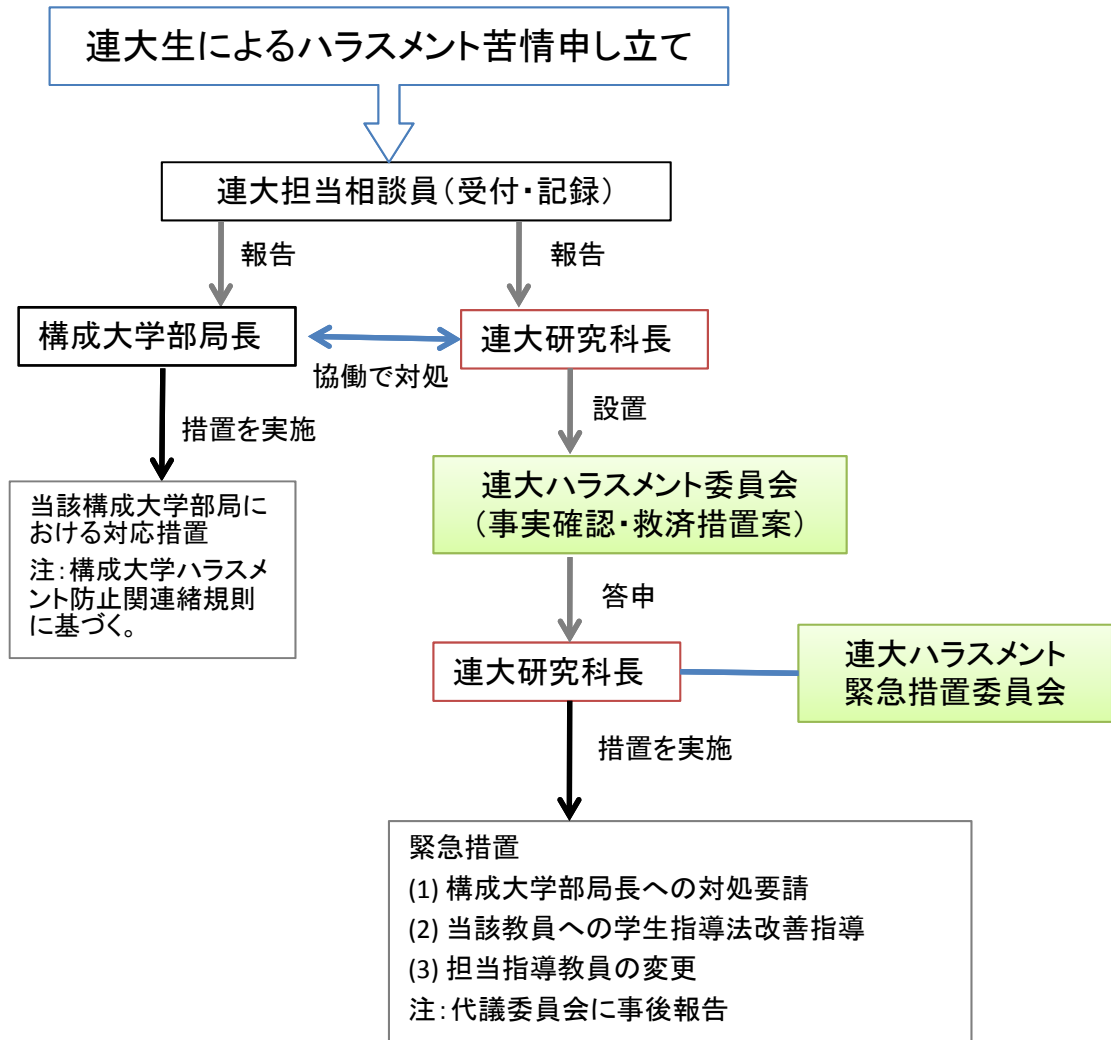 連大生によるハラスメント苦情申し立て
連大担当相談員(受付・記録)
報告
報告
構成大学部局長
連大研究科長
協働で対処
措置を実施
設置
当該構成大学部局に
おける対応措置
注:構成大学ハラスメ
ント防止関連緒規則
に基づく。
連大ハラスメント委員会
(事実確認・救済措置案)
答申
連大研究科長
連大ハラスメント
緊急措置委員会
措置を実施
緊急措置
(1) 構成大学部局長への対処要請
(2) 当該教員への学生指導法改善指導
(3) 担当指導教員の変更
注:代議委員会に事後報告